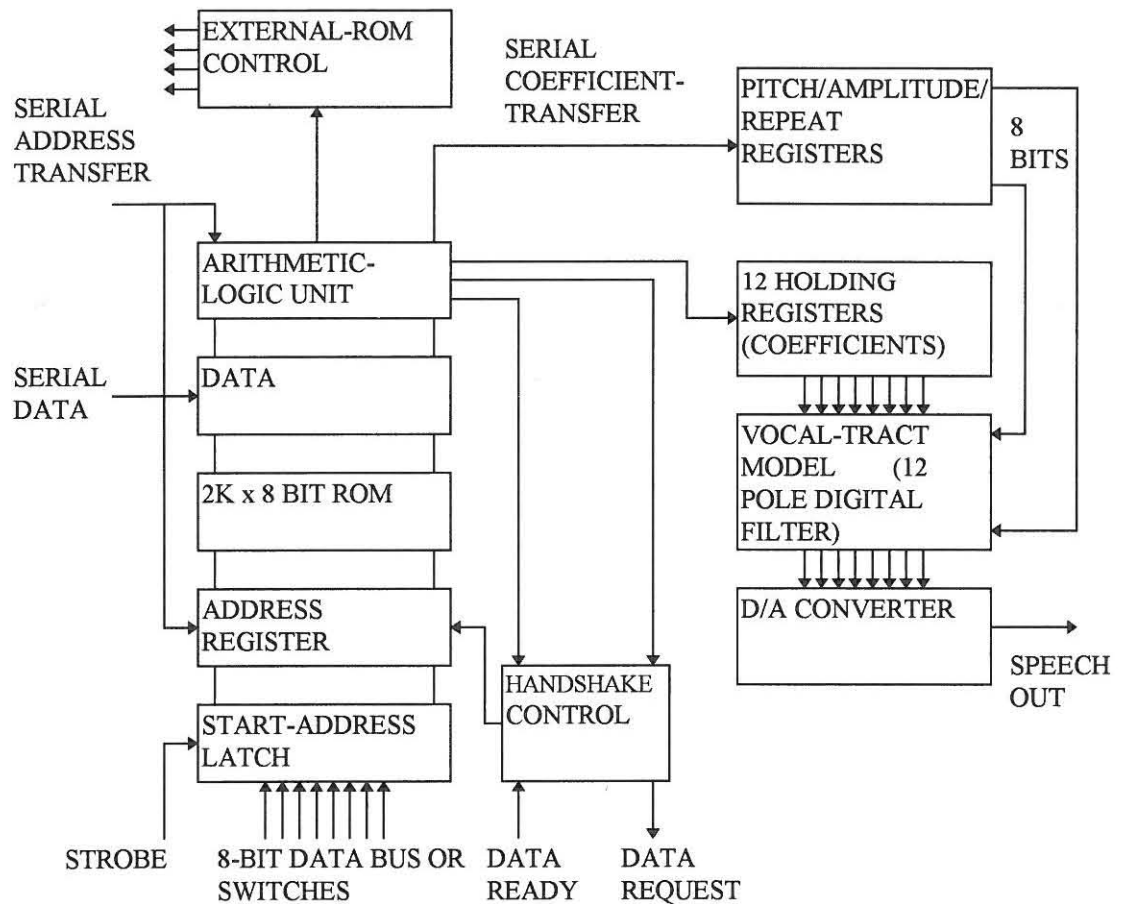 EXTERNAL-ROM
CONTROL
SERIAL
COEFFICIENT-
TRANSFER
PITCH/AMPLITUDE/
REPEAT
REGISTERS
8
BITS
SERIAL
ADDRESS
TRANSFER
ARITHMETIC-
LOGIC UNIT
12 HOLDING
REGISTERS
(COEFFICIENTS)
SERIAL
DATA
DATA
VOCAL-TRACT
MODEL (12
POLE DIGITAL
FILTER)
2K x 8 BIT ROM
ADDRESS
REGISTER
D/A CONVERTER
SPEECH
OUT
HANDSHAKE
CONTROL
START-ADDRESS
LATCH
STROBE
8-BIT DATA BUS OR
SWITCHES
DATA
READY
DATA
REQUEST